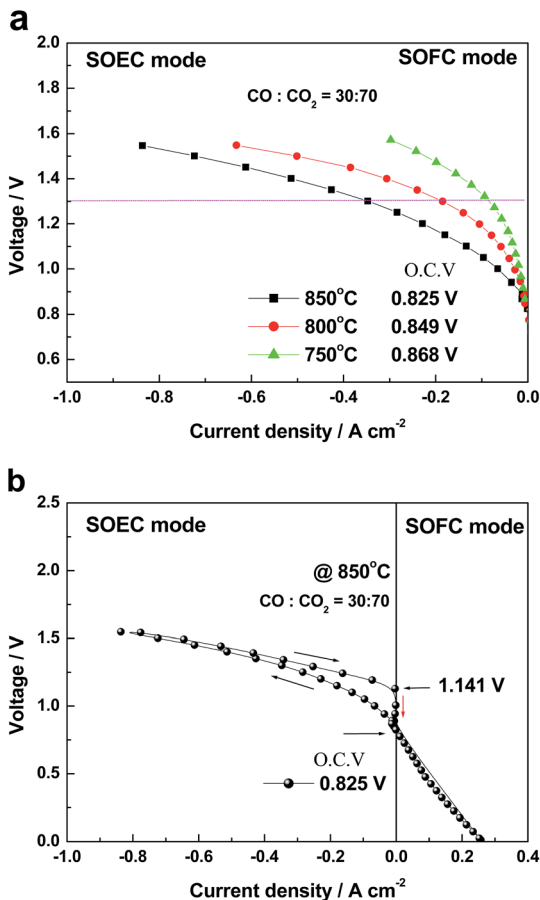 a
SOEC mode
SOFC mode
CO : CO₂ = 30:70
O.C.V
850°C 0.825 V
800°C 0.849 V
750°C 0.868 V
2.0
1.8
1.6
1.4
1.2
1.0
0.8
0.6
Voltage / V
-1.0 -0.8 -0.6 -0.4 -0.2 0.0
Current density / A cm⁻²
b
SOEC mode
SOFC mode
@ 850°C
CO : CO₂ = 30:70
1.141 V
O.C.V
0.825 V
2.5
2.0
1.5
1.0
0.5
0.0
Voltage / V
-1.0 -0.8 -0.6 -0.4 -0.2 0.0 0.2 0.4
Current density / A cm⁻²